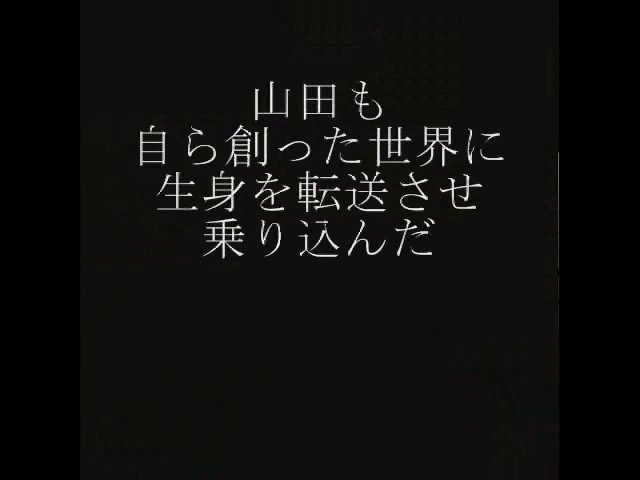 山田も
自ら創った世界に
生身を転送させ
乗り込んだ